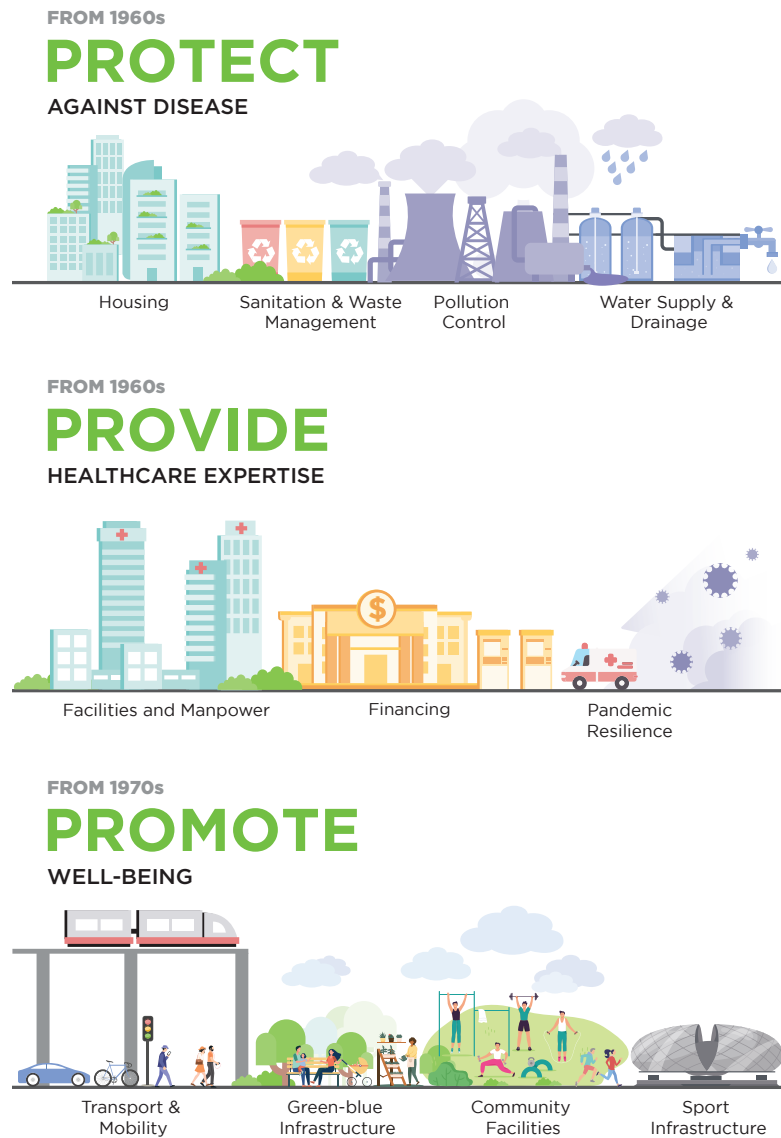 FROM 1960s
PROTECT
AGAINST DISEASE
Housing
Sanitation & Waste
Management
Pollution
Control
Water Supply &
Drainage
FROM 1960s
PROVIDE
HEALTHCARE EXPERTISE
$
Facilities and Manpower
Financing
Pandemic
Resilience
FROM 1970s
PROMOTE
WELL-BEING
Transport &
Mobility
Green-blue
Infrastructure
Community
Facilities
Sport
Infrastructure